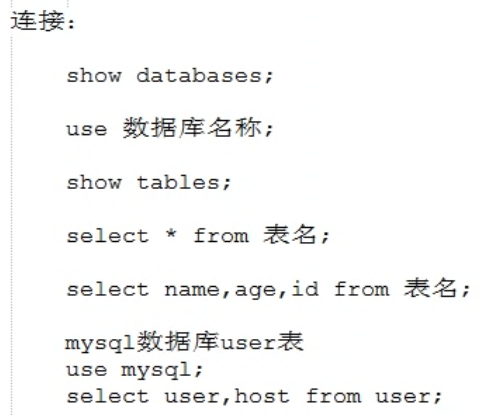 连接：
show databases;
use 数据库名称;
show tables;
select * from 表名;
select name,age,id from 表名;
mysql数据库user表
use mysql;
select user,host from user;